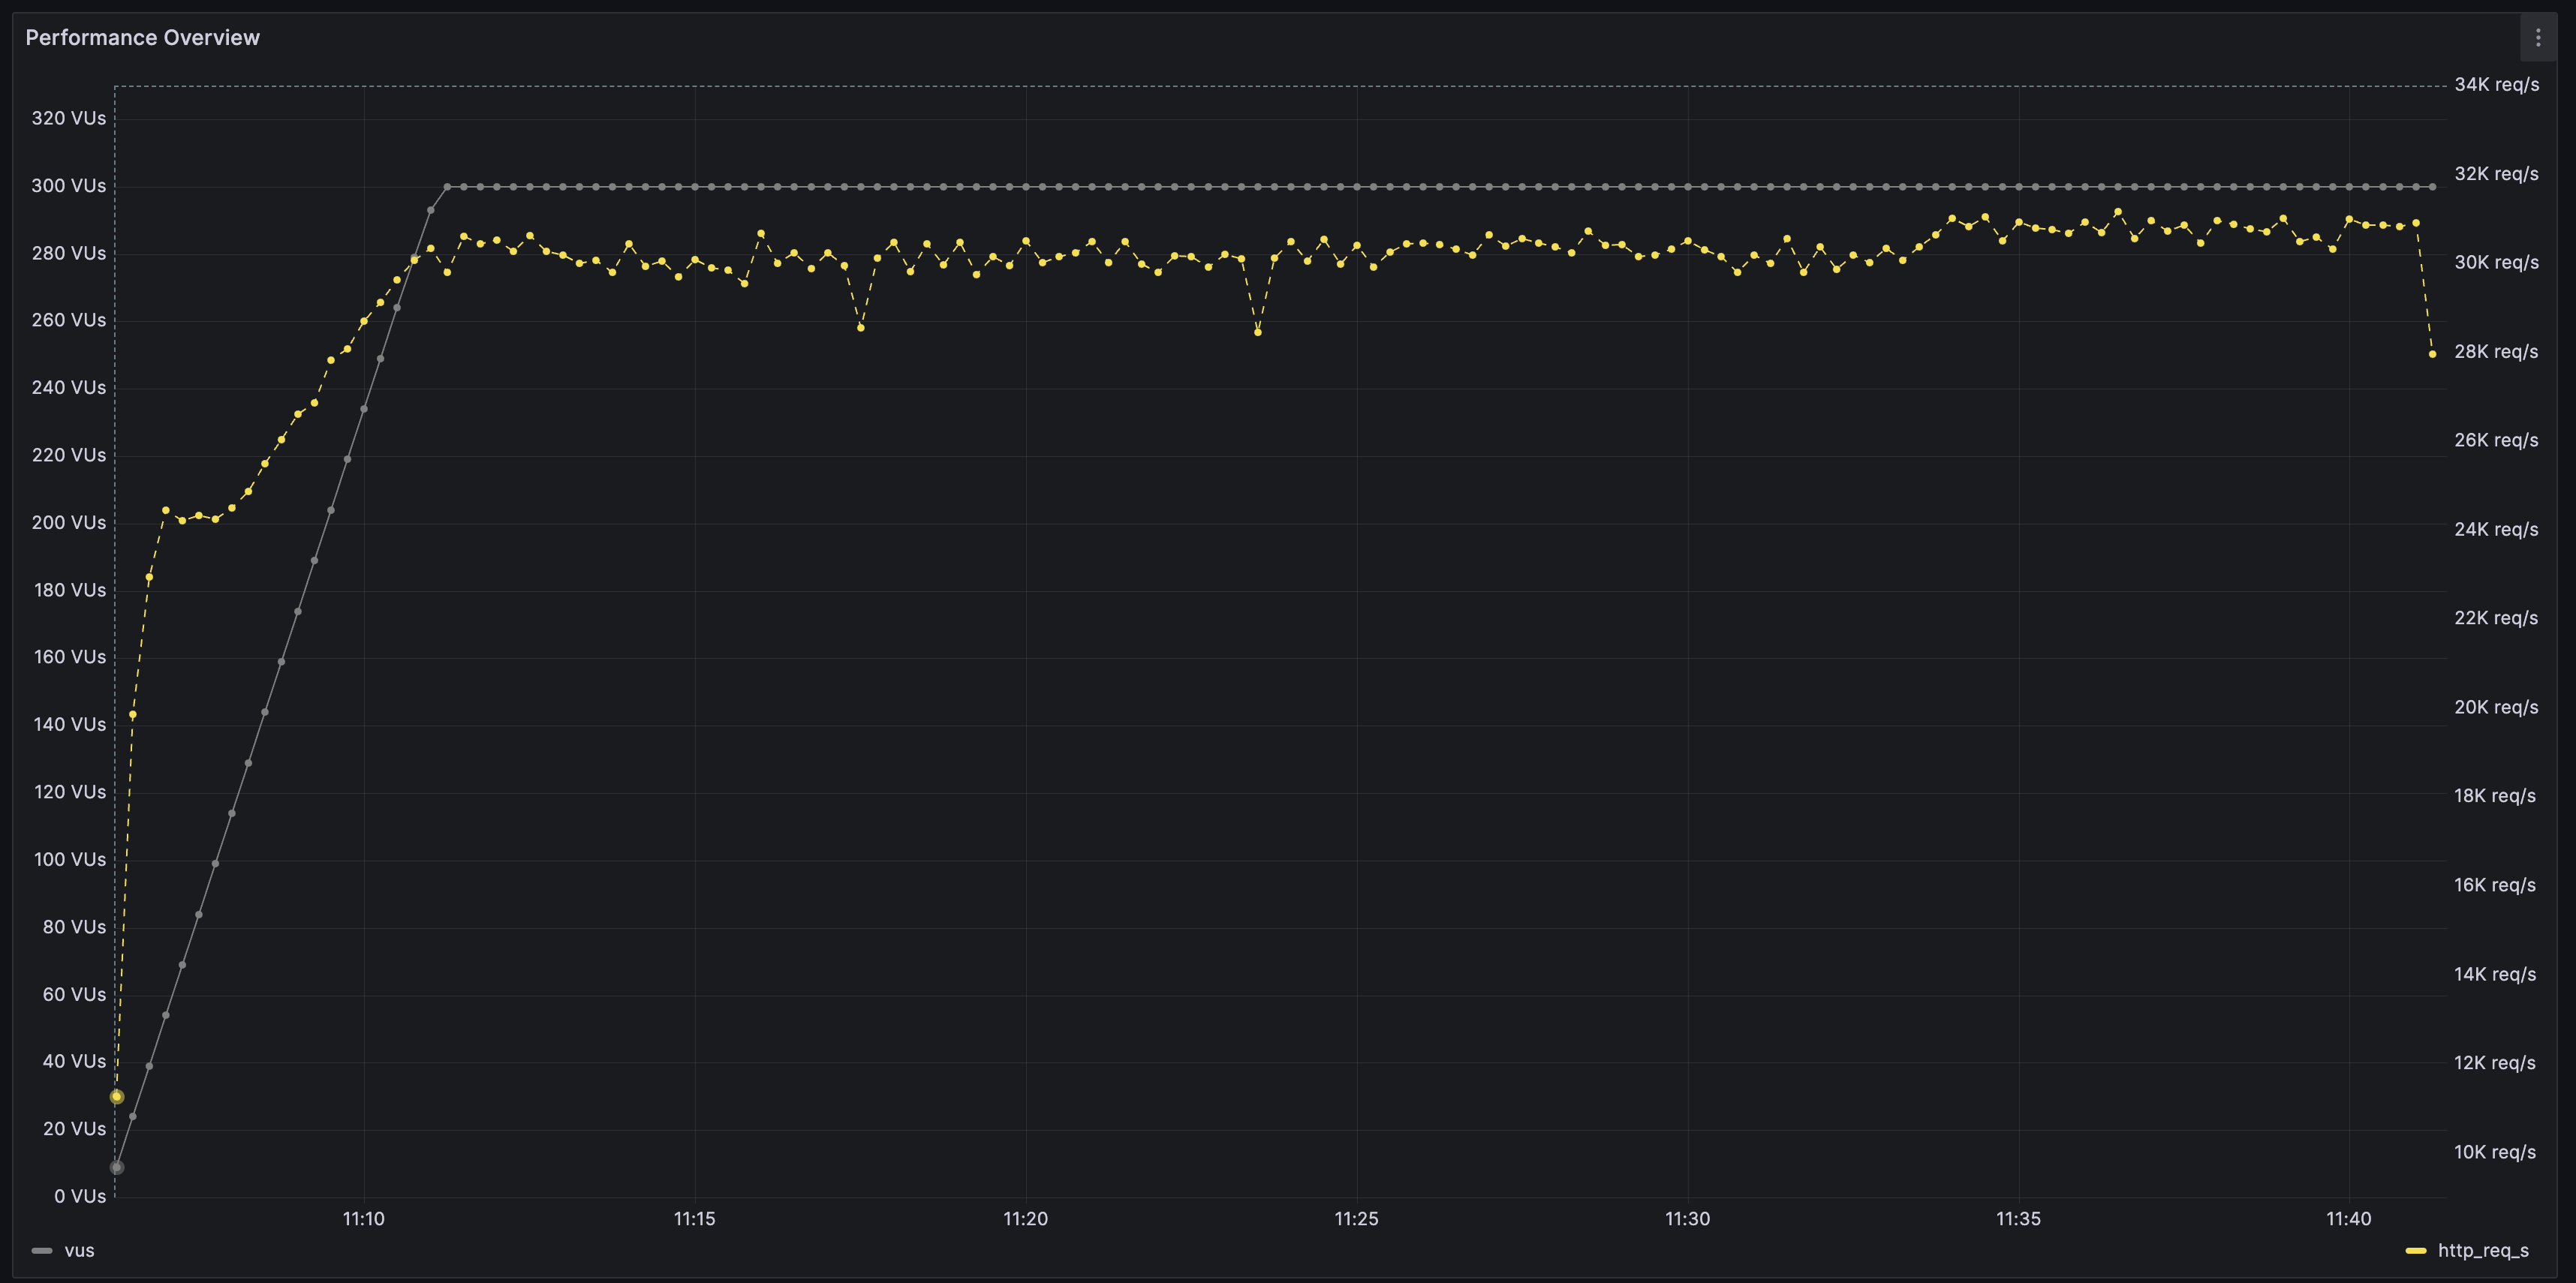 Performance Overview
34K req/s
320 VUs
300 VUs
32K req/s
280 VUs
30K req/s
260 VUs
28K req/s
240 VUs
26K req/s
220 VUs
200 VUs
24K req/s
180 VUs
22K req/s
160 VUs
140 VUs
20K req/s
120 VUs
18K req/s
100 VUs
16K req/s
80 VUs
14K req/s
60 VUs
40 VUs
12K req/s
20 VUs
10K req/s
0 VUs
11:10 11:15 11:20 11:25 11:30 11:35 11:40
vus http_req_s